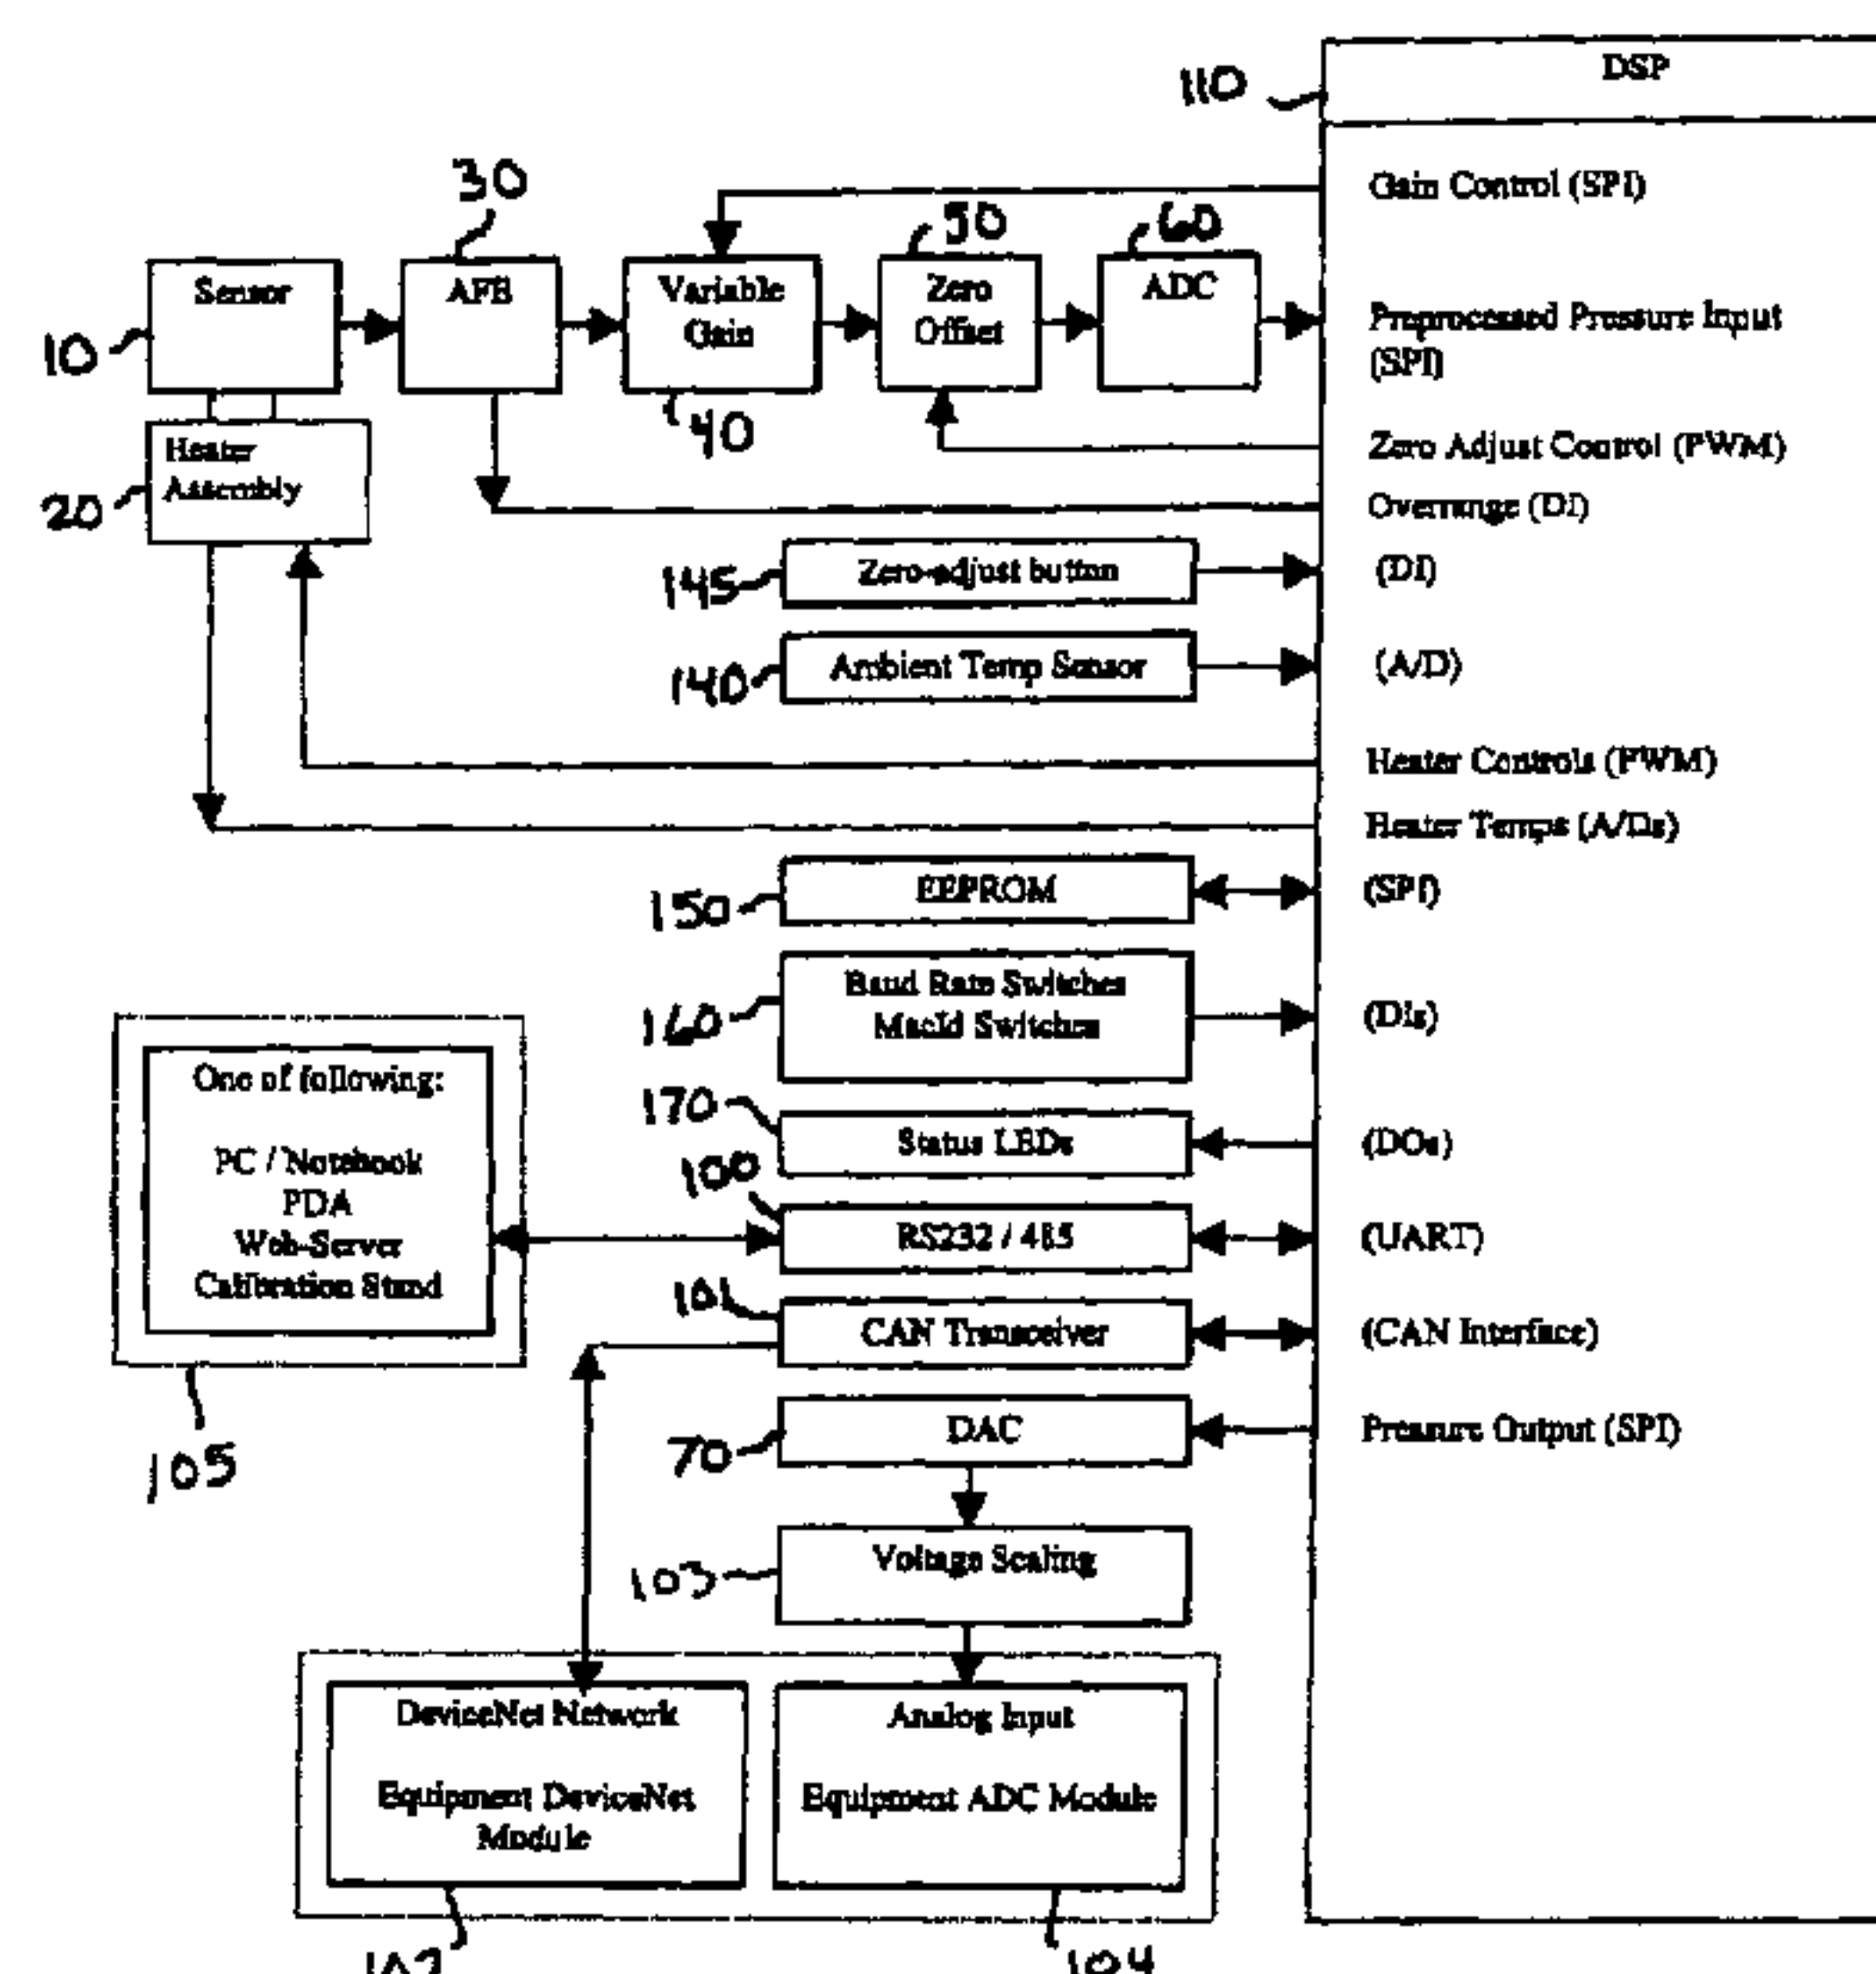 110
DSP
30
Gain Control (SPI)
50
60
Sensor
AFE
Variable
Gain
Zero
Offset
ADC
Preprocessed Pressure Input
(SPI)
10
40
Heater
Assembly
20
Zero Adjust Control (PWM)
Overrange (DI)
145
Zero-adjust button
(DI)
140
Ambient Temp Sensor
(A/D)
Heater Controls (PWM)
Heater Temps (A/Ds)
150
EEPROM
(SPI)
160
Baud Rate Switches
MacId Switches
(DIs)
One of following:
PC / Notebook
PDA
Web-Server
Calibration Stand
105
170
Status LEDs
(DOs)
100
RS232 / 485
(UART)
101
CAN Transceiver
(CAN Interface)
70
DAC
Pressure Output (SPI)
103
Voltage Scaling
DeviceNet Network
Equipment DeviceNet
Module
Analog Input
Equipment ADC Module
104